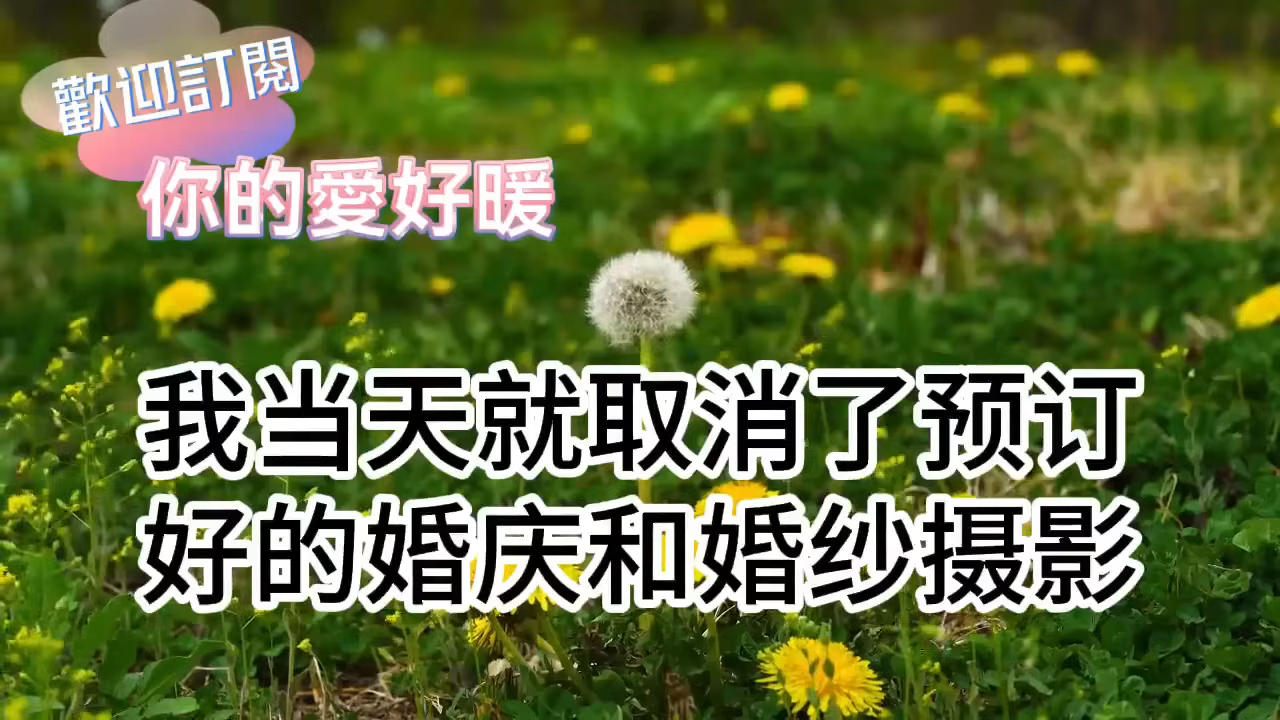 歡迎訂閱
你的愛好暖
我当天就取消了预订
好的婚庆和婚纱摄影